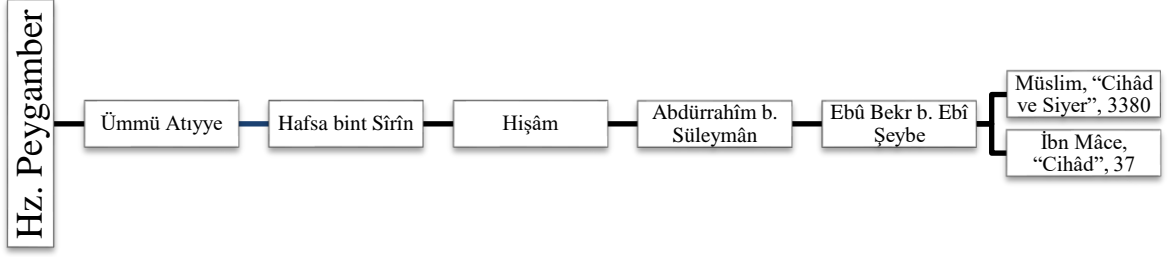 Hz. Peygamber
Ümmü Atıyye
Hafsa bint Sîrîn
Hişâm
Abdürrahîm b.
Süleymân
Ebû Bekr b. Ebî
Şeybe
Müslim, “Cihâd
ve Siyer”, 3380
İbn Mâce,
“Cihâd”, 37